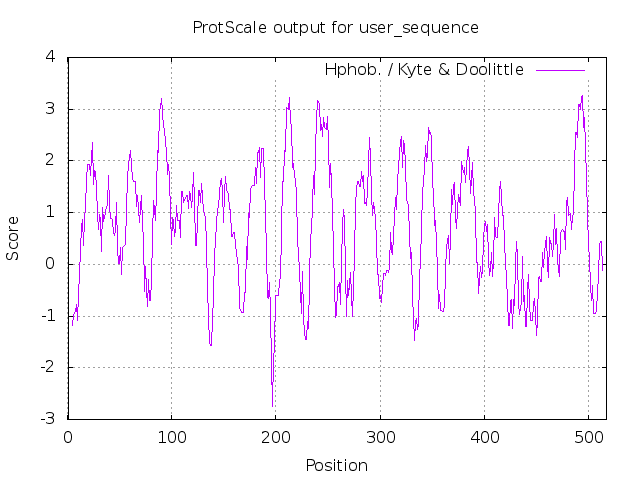 ProtScale output for user_sequence
Hphob. / Kyte & Doolittle
4
3
2
1
0
-1
-2
-3
Score
0 100 200 300 400 500
Position